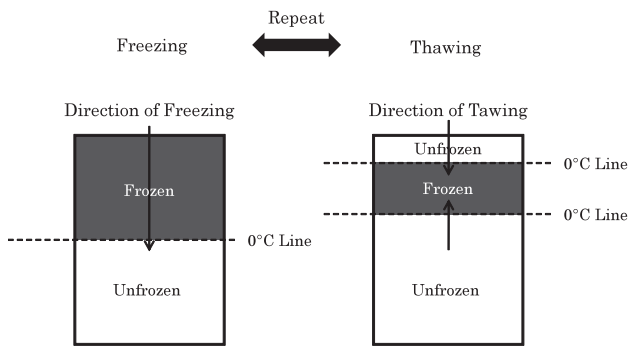 Repeat
Freezing
Thawing
Direction of Freezing
Direction of Tawing
Unfrozen
0°C Line
Frozen
Frozen
0°C Line
0°C Line
Unfrozen
Unfrozen